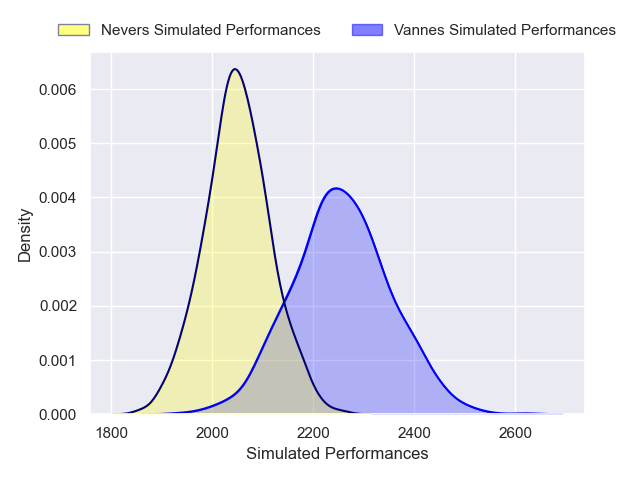 Nevers Simulated Performances Vannes Simulated Performances
0.006
0.005
0.004
0.003
0.002
0.001
0.000
Density
1800 2000 2200 2400 2600
Simulated Performances